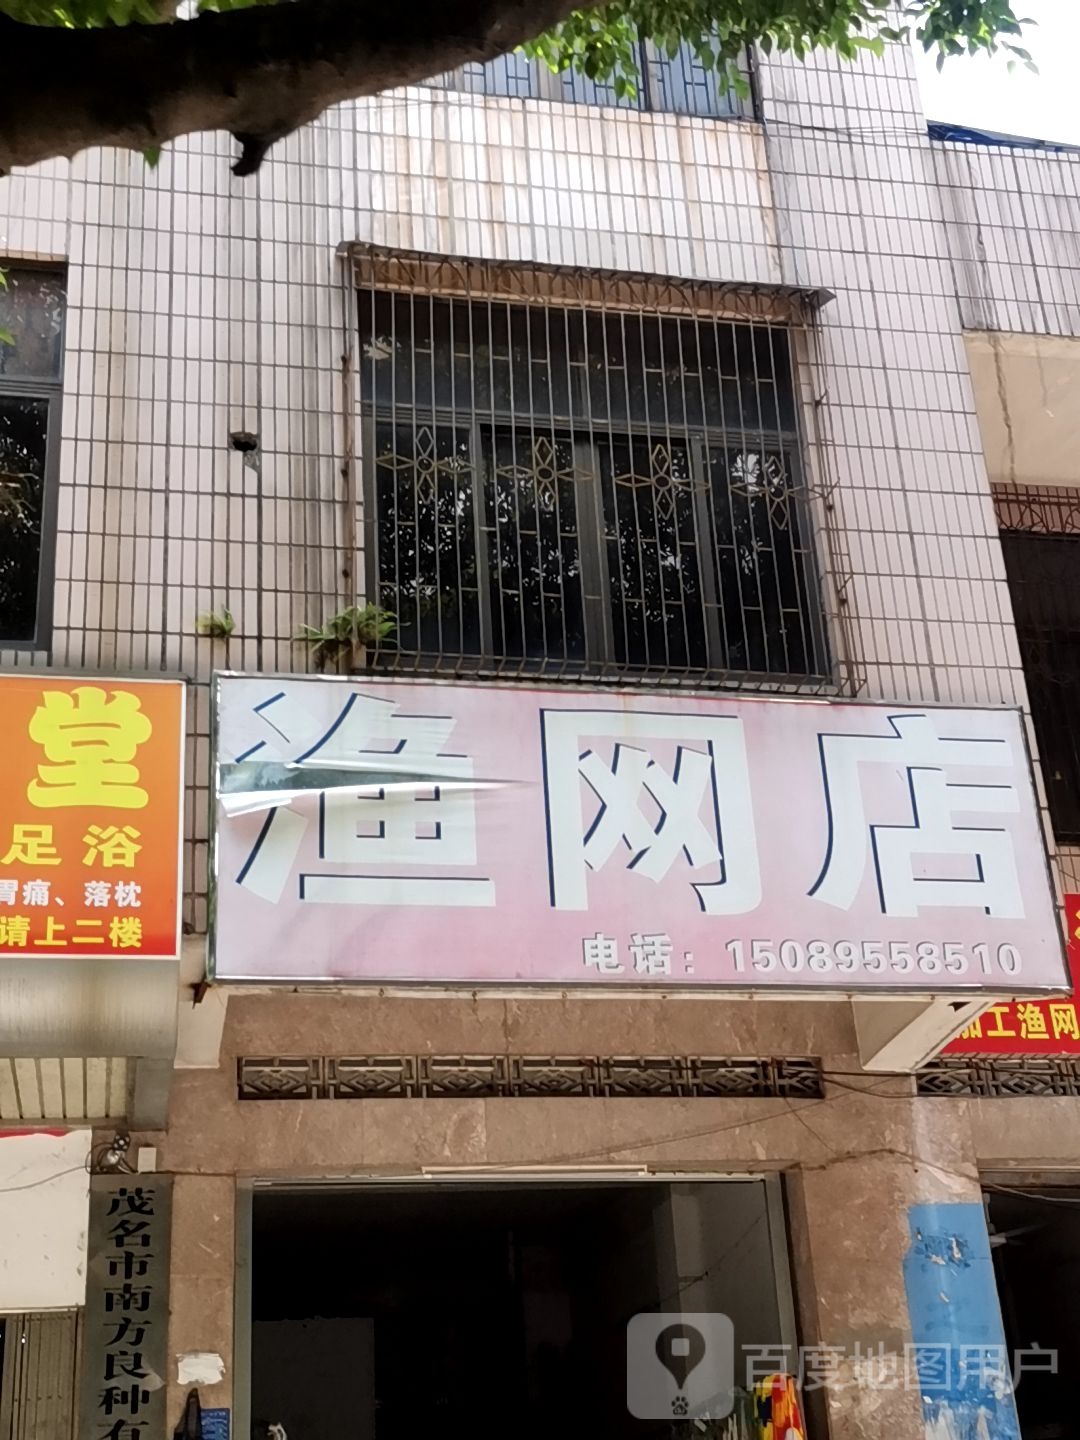 堂
足浴
胃痛、落枕
请上二楼
渔网店
电话：15089558510
加工渔网
茂名市南方良种有
百度地图用户